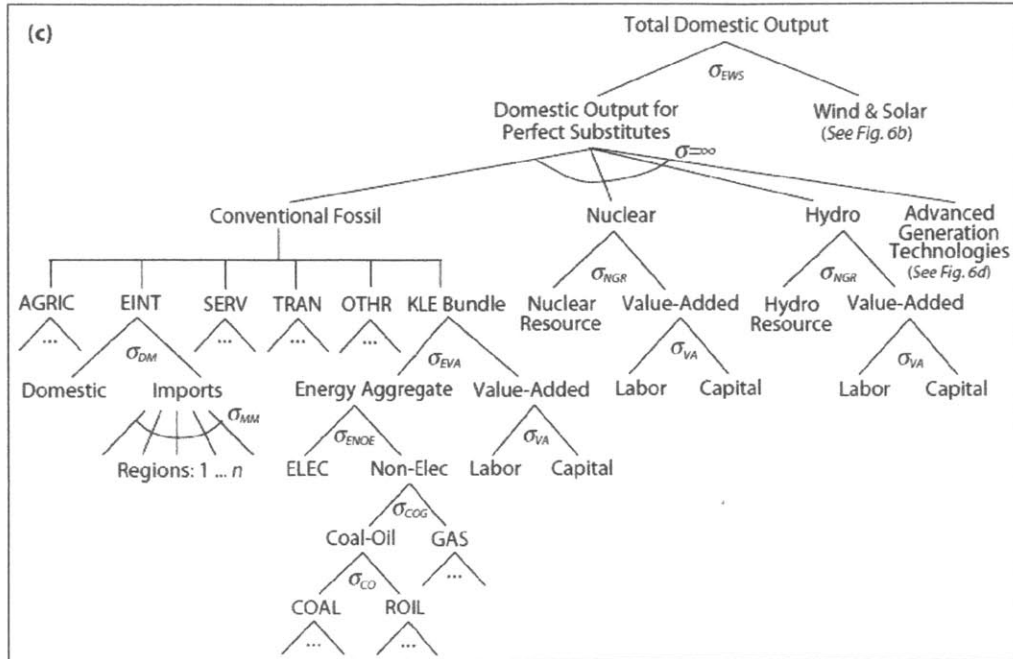 (c)
Total Domestic Output
σEWS
Domestic Output for
Perfect Substitutes
Wind & Solar
(See Fig. 6b)
σ=∞
Conventional Fossil
Nuclear
Hydro
Advanced
Generation
Technologies
(See Fig. 6d)
σNGR
σNGR
AGRIC EINT SERV TRAN OTHR KLE Bundle
Nuclear
Resource
Value-Added
Hydro
Resource
Value-Added
... σDM ... ... ... σEVA σVA σVA
Domestic Imports Energy Aggregate Value-Added Labor Capital Labor Capital
σMM σENOE σVA
Regions: 1 ... n ELEC Non-Elec Labor Capital
σCOG
Coal-Oil GAS
σCO ...
COAL ROIL
... ...